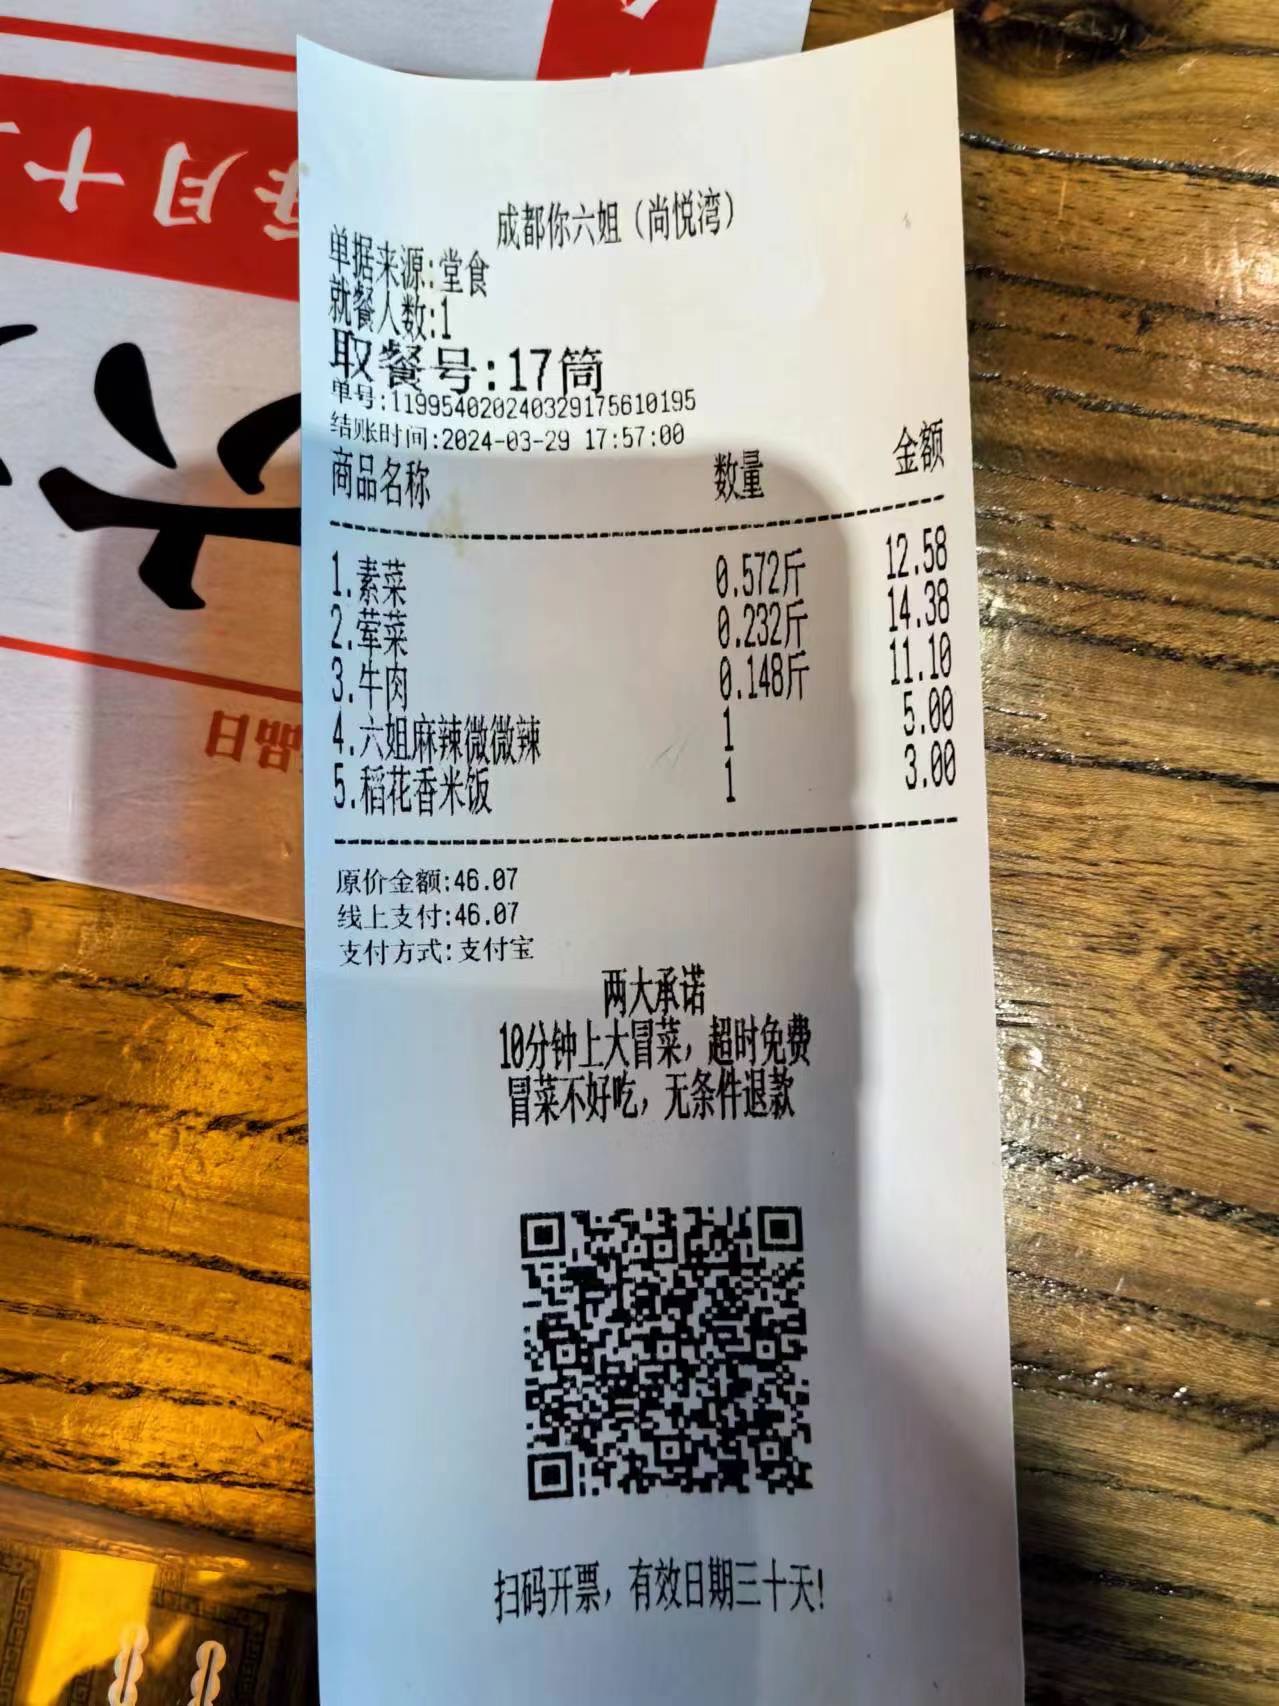 年月十
品日
成都你六姐（尚悦湾）
单据来源:堂食
就餐人数:1
取餐号:17筒
单号:119954020240329175610195
结账时间:2024-03-29 17:57:00
商品名称 数量 金额
1.素菜 0.572斤 12.58
2.荤菜 0.232斤 14.38
3.牛肉 0.148斤 11.10
4.六姐麻辣微微辣 1 5.00
5.稻花香米饭 1 3.00
原价金额:46.07
线上支付:46.07
支付方式:支付宝
两大承诺
10分钟上大冒菜，超时免费
冒菜不好吃，无条件退款
扫码开票，有效日期三十天!